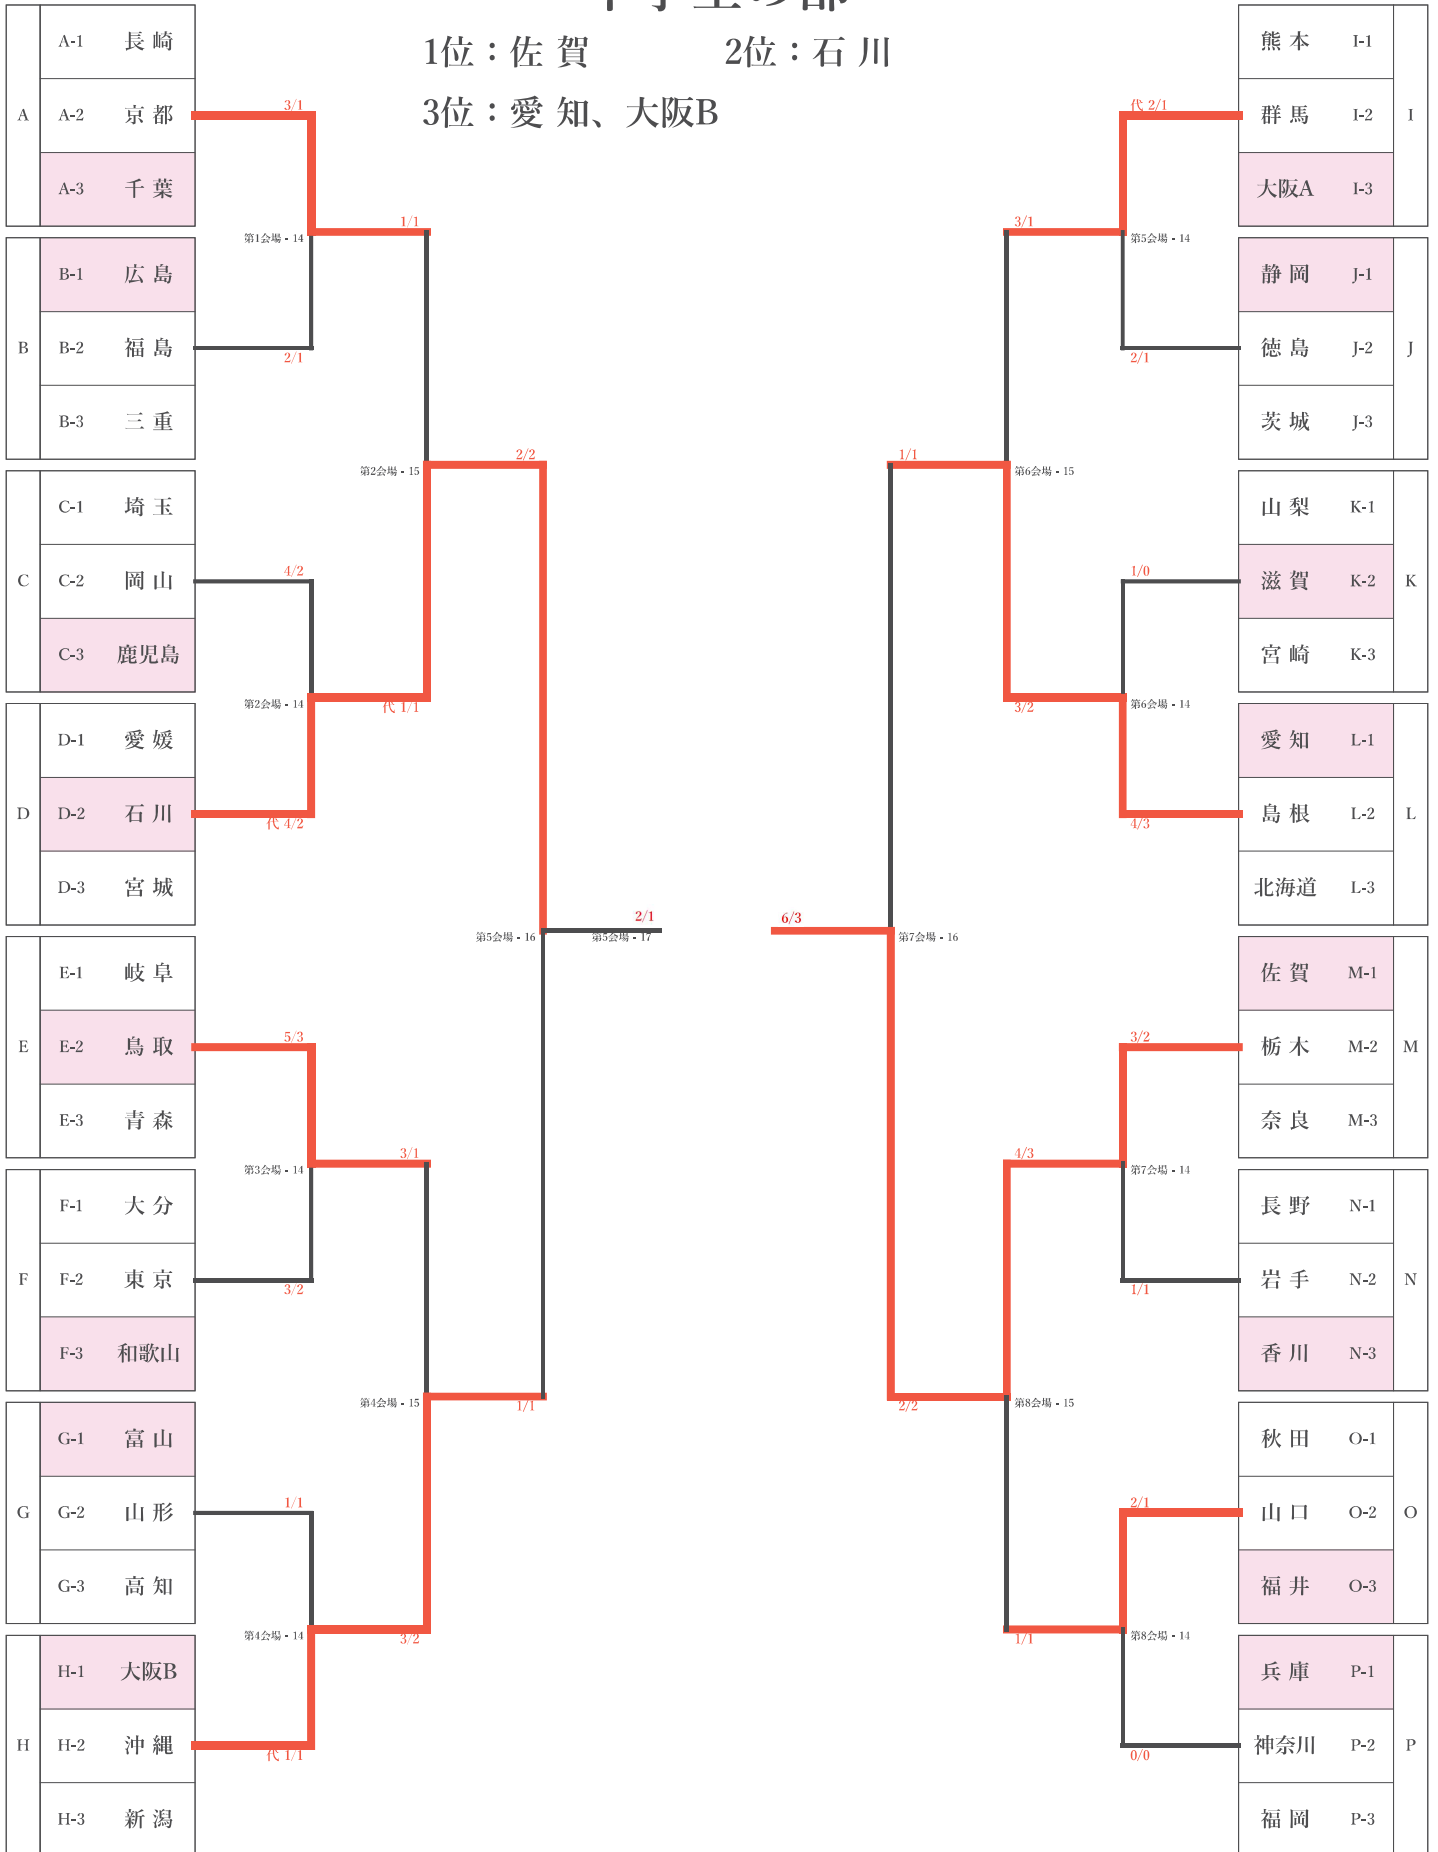 中学生の部
1位：佐 賀 2位：石 川
3位：愛 知、大阪B
A
A-1 長 崎
A-2 京 都
A-3 千 葉
B
B-1 広 島
B-2 福 島
B-3 三 重
C
C-1 埼 玉
C-2 岡 山
C-3 鹿児島
D
D-1 愛 媛
D-2 石 川
D-3 宮 城
E
E-1 岐 阜
E-2 鳥 取
E-3 青 森
F
F-1 大 分
F-2 東 京
F-3 和歌山
G
G-1 富 山
G-2 山 形
G-3 高 知
H
H-1 大阪B
H-2 沖 縄
H-3 新 潟
3/1
第1会場 - 14
2/1
4/2
第2会場 - 14
代 4/2
5/3
第3会場 - 14
3/2
1/1
第4会場 - 14
代 1/1
1/1
第2会場 - 15
代 1/1
3/1
第4会場 - 15
3/2
2/2
第5会場 - 16
1/1
2/1
第5会場 - 17
6/3
第7会場 - 16
1/1
2/2
3/1
第6会場 - 15
3/2
4/3
第8会場 - 15
1/1
代 2/1
第5会場 - 14
2/1
1/0
第6会場 - 14
4/3
3/2
第7会場 - 14
1/1
2/1
第8会場 - 14
0/0
熊 本 I-1
群 馬 I-2
大阪A I-3
I
静 岡 J-1
徳 島 J-2
茨 城 J-3
J
山 梨 K-1
滋 賀 K-2
宮 崎 K-3
K
愛 知 L-1
島 根 L-2
北海道 L-3
L
佐 賀 M-1
栃 木 M-2
奈 良 M-3
M
長 野 N-1
岩 手 N-2
香 川 N-3
N
秋 田 O-1
山 口 O-2
福 井 O-3
O
兵 庫 P-1
神奈川 P-2
福 岡 P-3
P